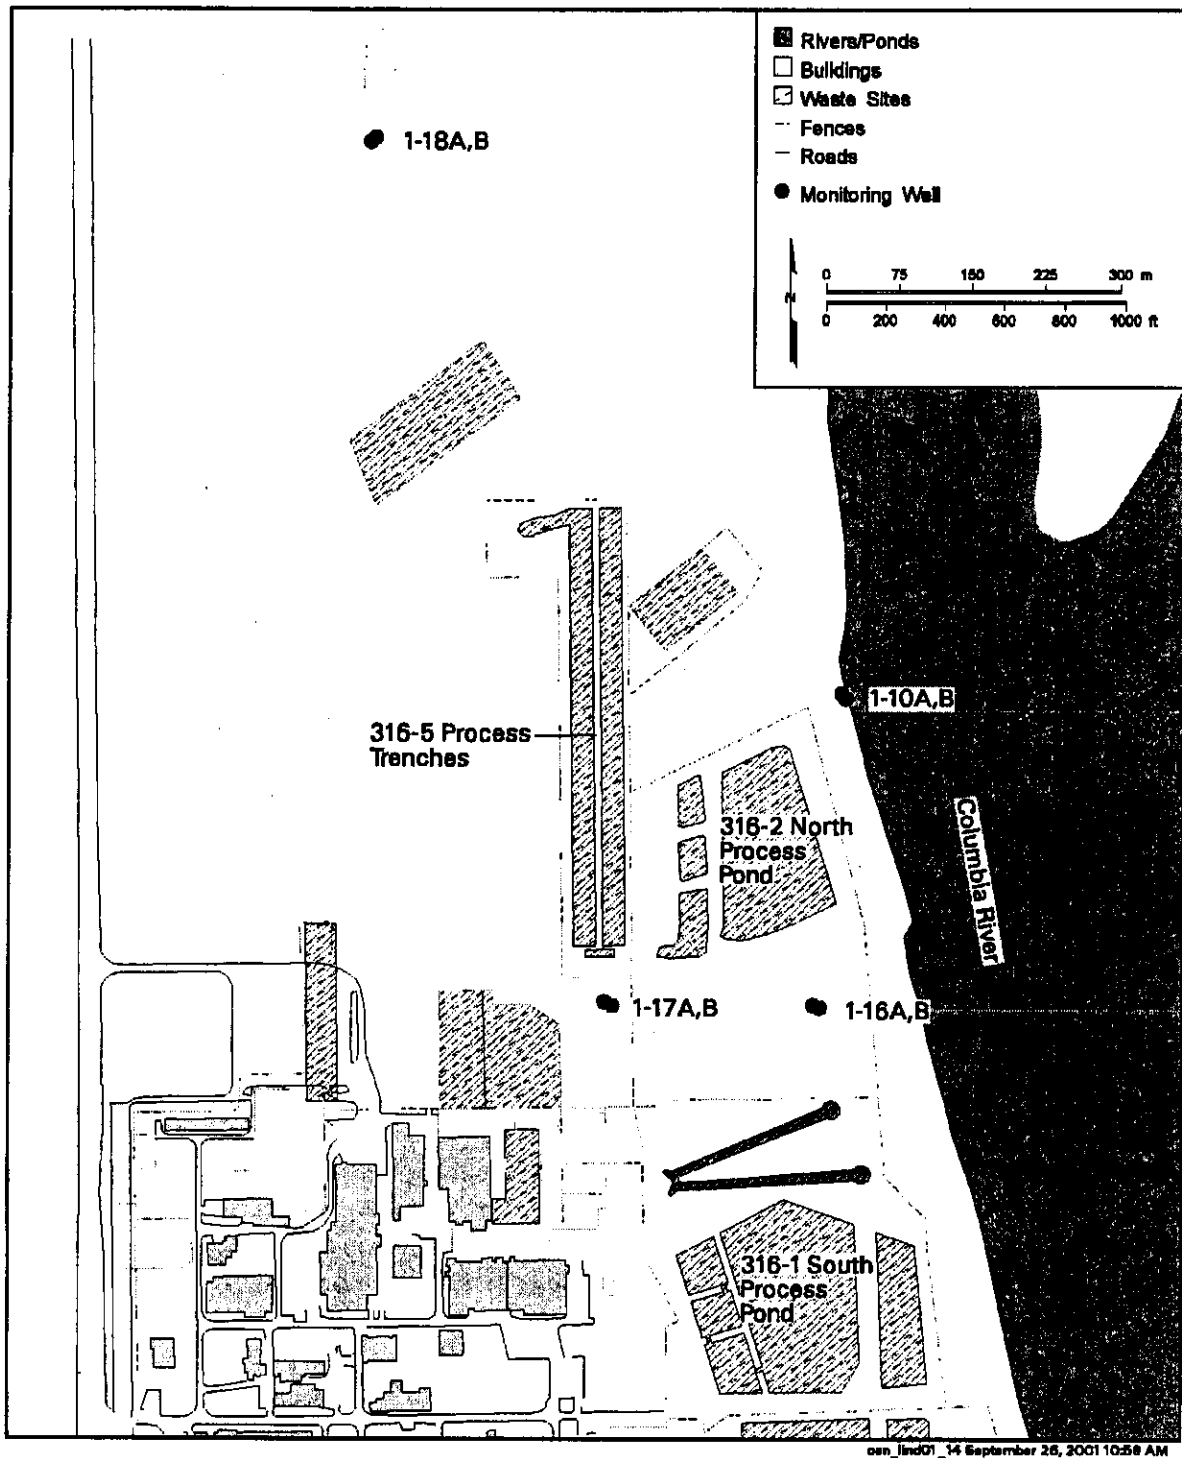 Rivers/Ponds
Buildings
Waste Sites
Fences
Roads
Monitoring Well
0 75 150 225 300 m
N
0 200 400 600 800 1000 ft
1-18A,B
1-10A,B
316-5 Process
Trenches
316-2 North
Process
Pond
Columbia River
1-17A,B
1-16A,B
316-1 South
Process
Pond
September 26, 2001 10:58 AM